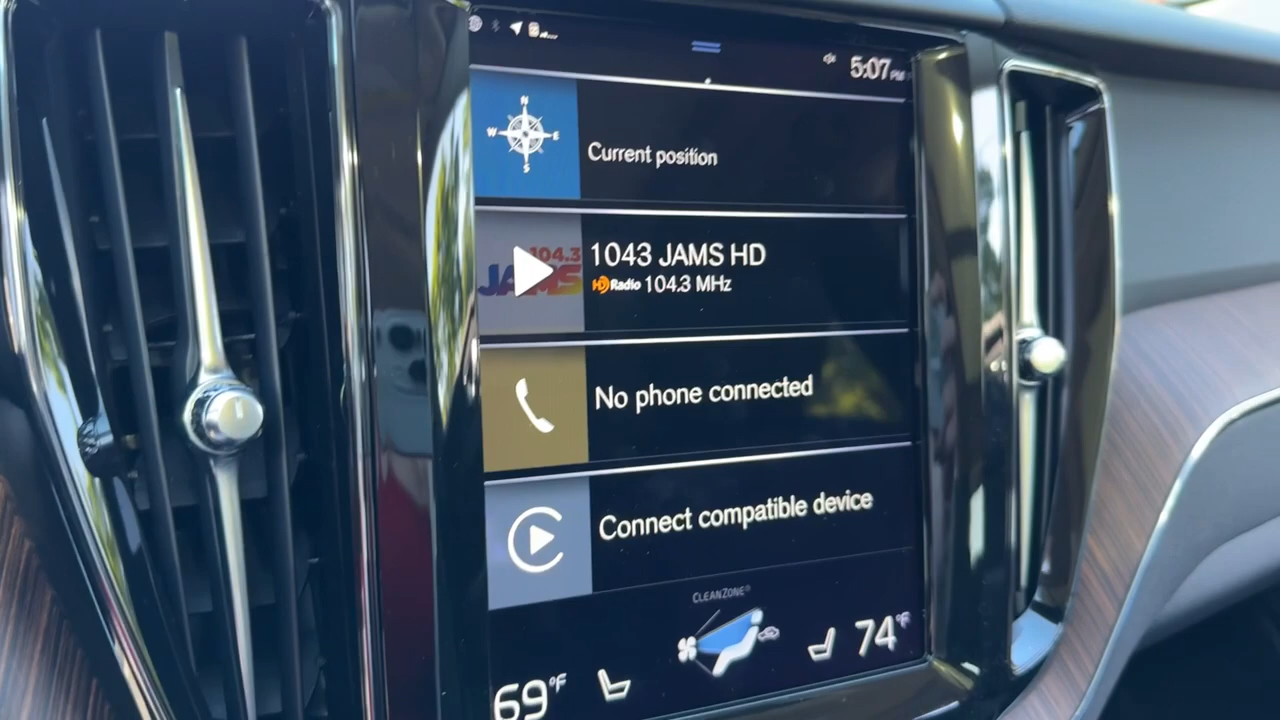 5:07 PM
N
W E
S
Current position
104.3
JAMS
1043 JAMS HD
HD Radio 104.3 MHz
No phone connected
Connect compatible device
CLEANZONE®
69°F
74°F